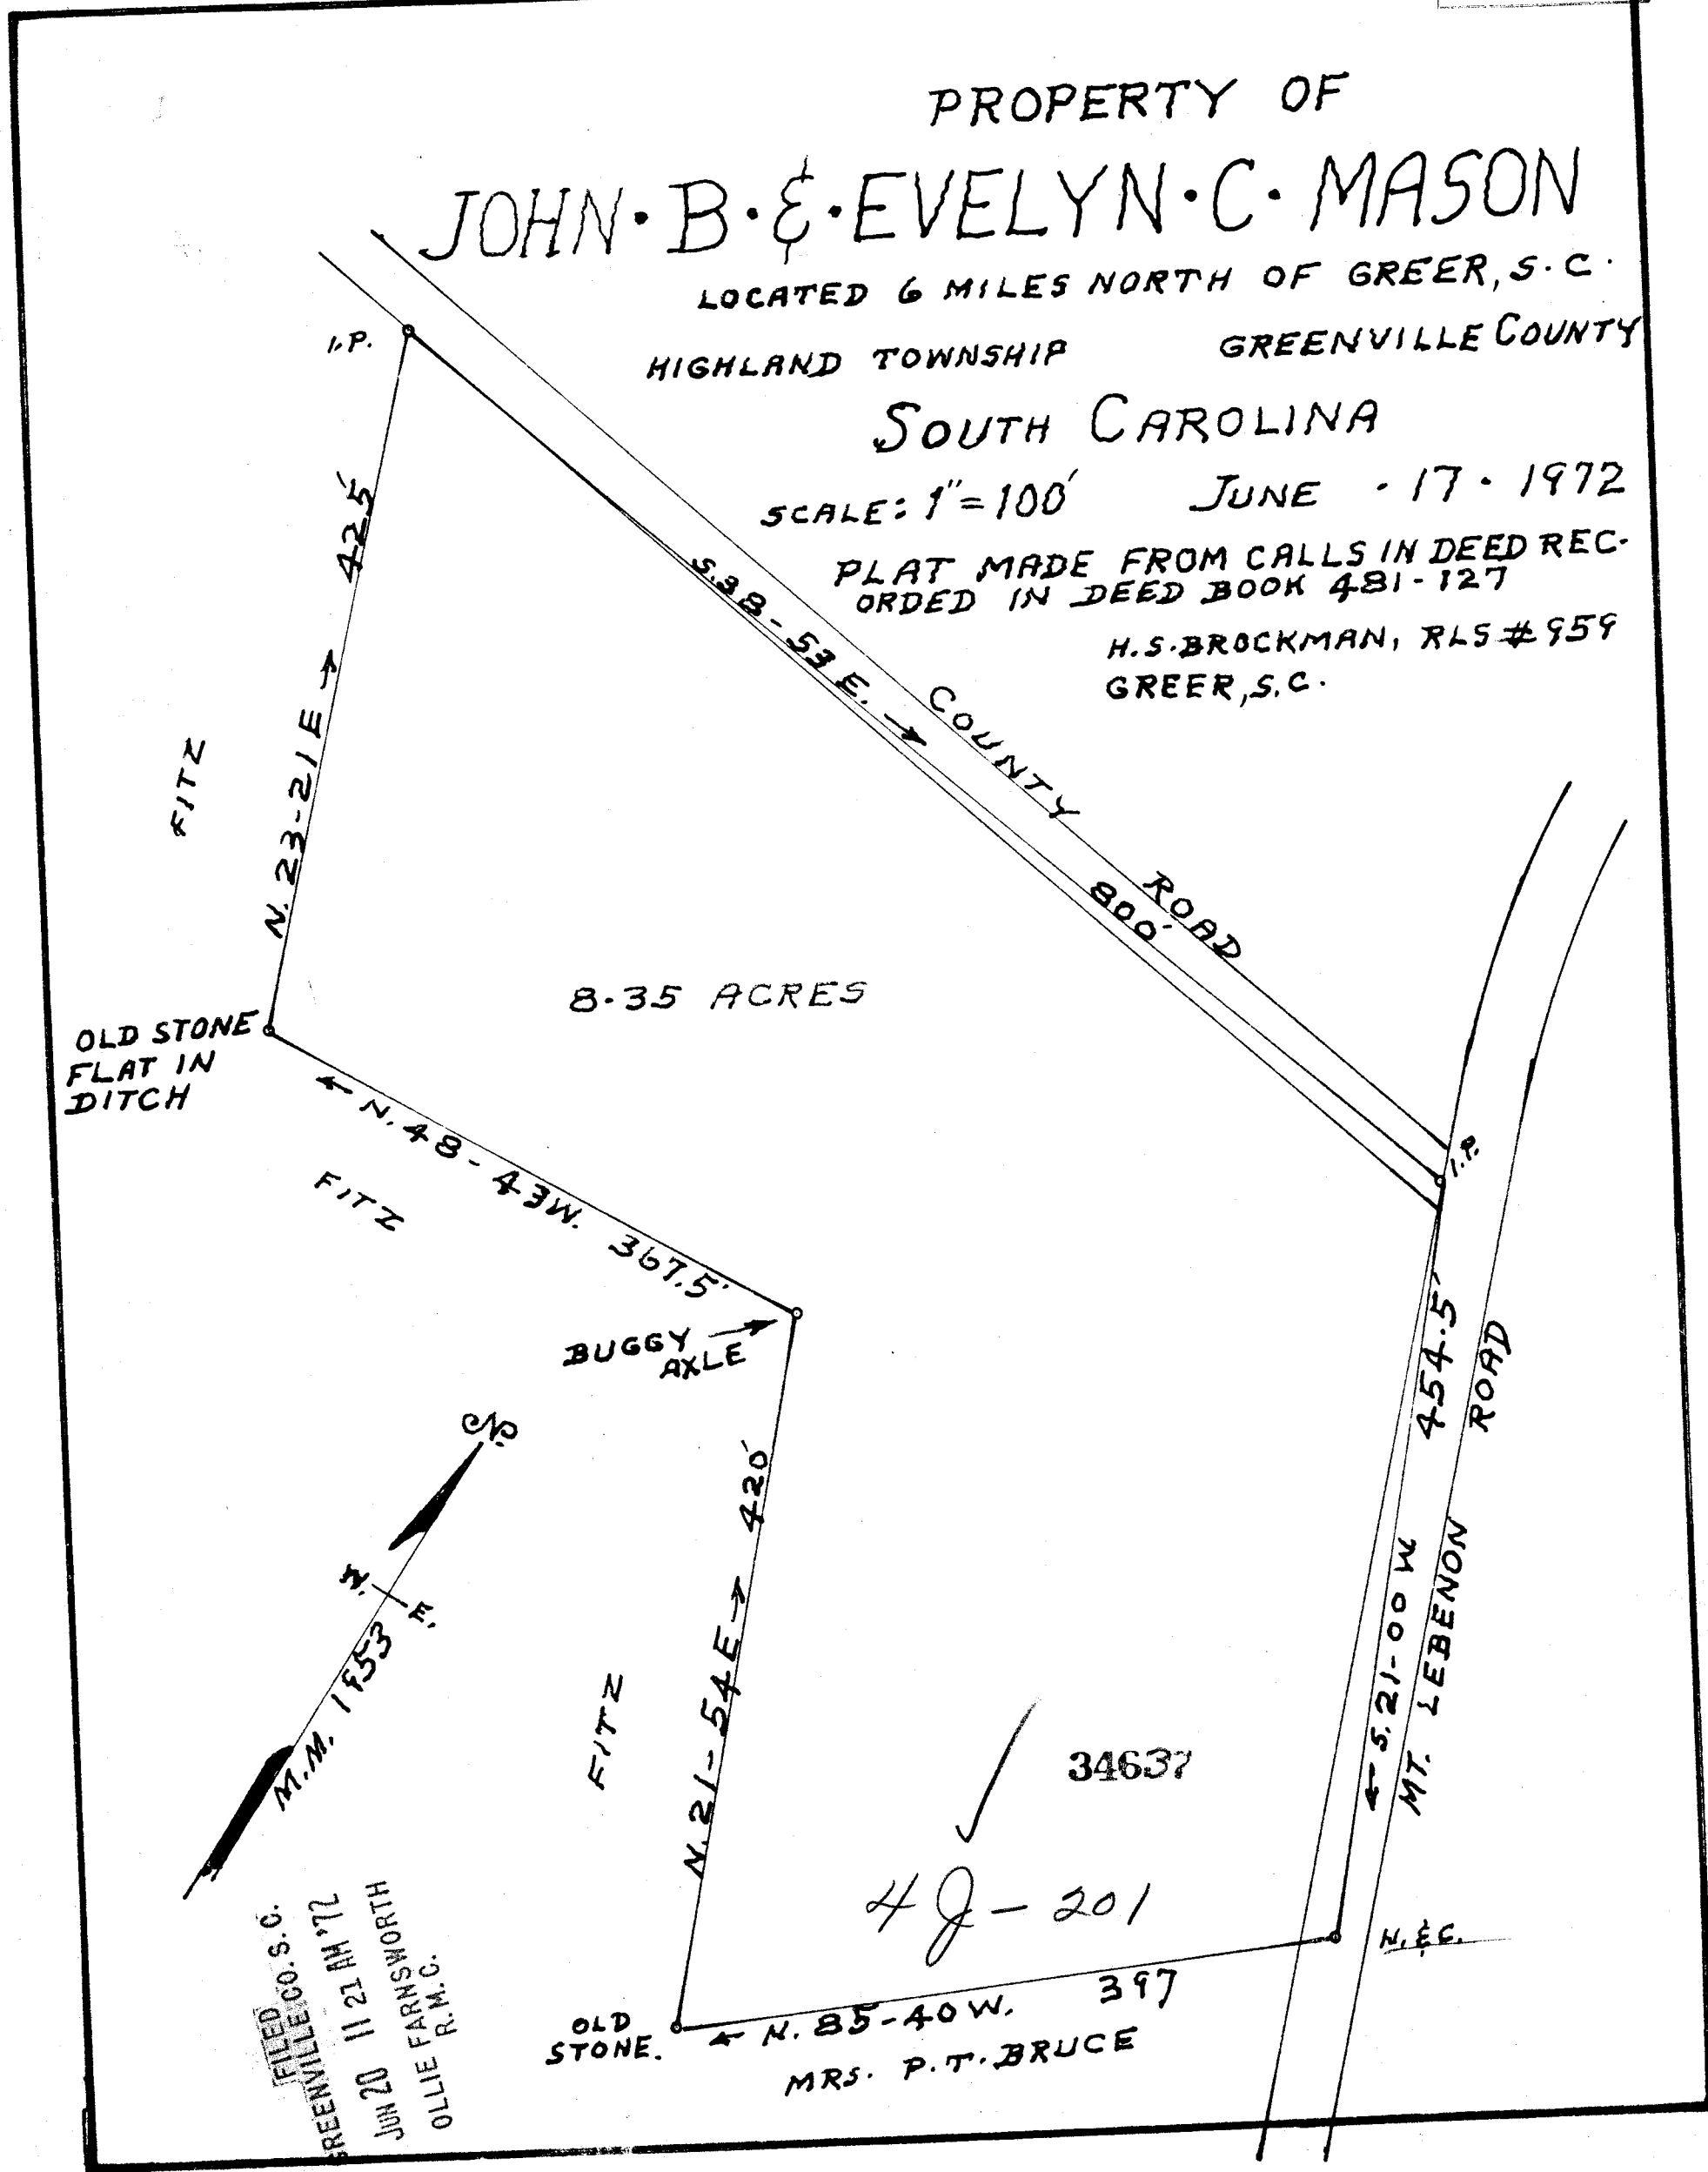 PROPERTY OF
JOHN · B · & · EVELYN · C · MASON
LOCATED 6 MILES NORTH OF GREER, S. C.
HIGHLAND TOWNSHIP GREENVILLE COUNTY
SOUTH CAROLINA
SCALE: 1" = 100' JUNE · 17 · 1972
PLAT MADE FROM CALLS IN DEED REC-
ORDED IN DEED BOOK 481-127
H. S. BROCKMAN, RLS # 959
GREER, S.C.
I.P.
S. 38-53 E. → 800'
COUNTY ROAD
N. 23-21 E → 425'
FITZ
8.35 ACRES
OLD STONE
FLAT IN
DITCH
← N. 48-43 W. 367.5'
FITZ
I.P.
BUGGY
AXLE
← S. 21-00 W 454.5'
MT. LEBENON ROAD
N.
W.
E.
M.M. 1953
N. 21-54 E → 420'
FITZ
34637
4J-201
N. & C.
OLD
STONE.
← N. 85-40 W. 397
MRS. P. T. BRUCE
FILED
GREENVILLE CO. S. C.
JUN 20 11 21 AM '72
OLLIE FARNSWORTH
R. M. C.